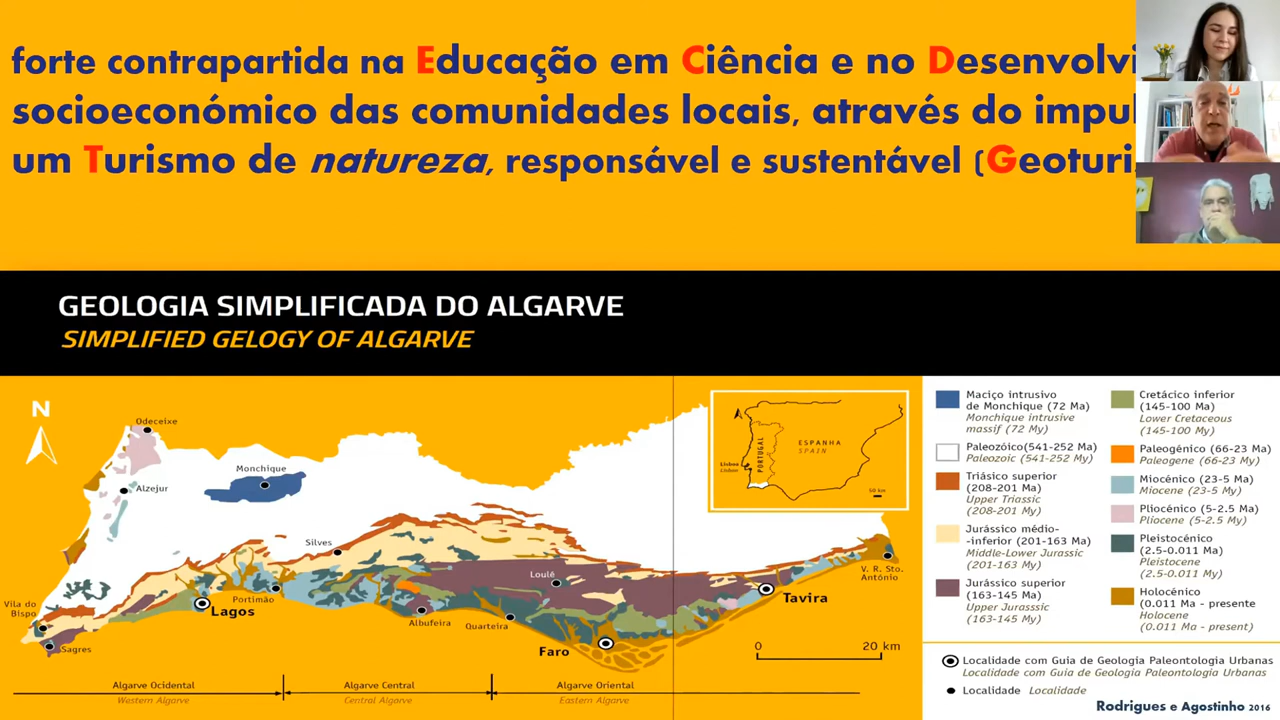 forte contrapartida na Educação em Ciência e no Desenvolvi
socioeconómico das comunidades locais, através do impul
um Turismo de natureza, responsável e sustentável (Geoturi
GEOLOGIA SIMPLIFICADA DO ALGARVE
SIMPLIFIED GELOGY OF ALGARVE
N
Odeceixe
Monchique
Alzejur
Silves
Loulé
Portimão
Lagos
Vila do
Bispo
Sagres
Albufeira
Quarteira
Faro
Tavira
V. R. Sto.
António
0
20 km
Algarve Ocidental
Western Algarve
Algarve Central
Central Algarve
Algarve Oriental
Eastern Algarve
PORTUGAL
ESPANHA
SPAIN
Lisboa
Lisbon
50 km
Maciço intrusivo
de Monchique (72 Ma)
Monchique intrusive
massif (72 My)
Paleozóico(541-252 Ma)
Paleozoic (541-252 My)
Triásico superior
(208-201 Ma)
Upper Triassic
(208-201 My)
Jurássico médio-
-inferior (201-163 Ma)
Middle-Lower Jurassic
(201-163 My)
Jurássico superior
(163-145 Ma)
Upper Jurasssic
(163-145 My)
Cretácico inferior
(145-100 Ma)
Lower Cretaceous
(145-100 My)
Paleogénico (66-23 Ma)
Paleogene (66-23 My)
Miocénico (23-5 Ma)
Miocene (23-5 My)
Pliocénico (5-2.5 Ma)
Pliocene (5-2.5 My)
Pleistocénico
(2.5-0.011 Ma)
Pleistocene
(2.5-0.011 My)
Holocénico
(0.011 Ma - presente
Holocene
(0.011 Ma - present)
Localidade com Guia de Geologia Paleontologia Urbanas
Localidade com Guia de Geologia Paleontologia Urbanas
Localidade Localidade
Rodrigues e Agostinho 2016